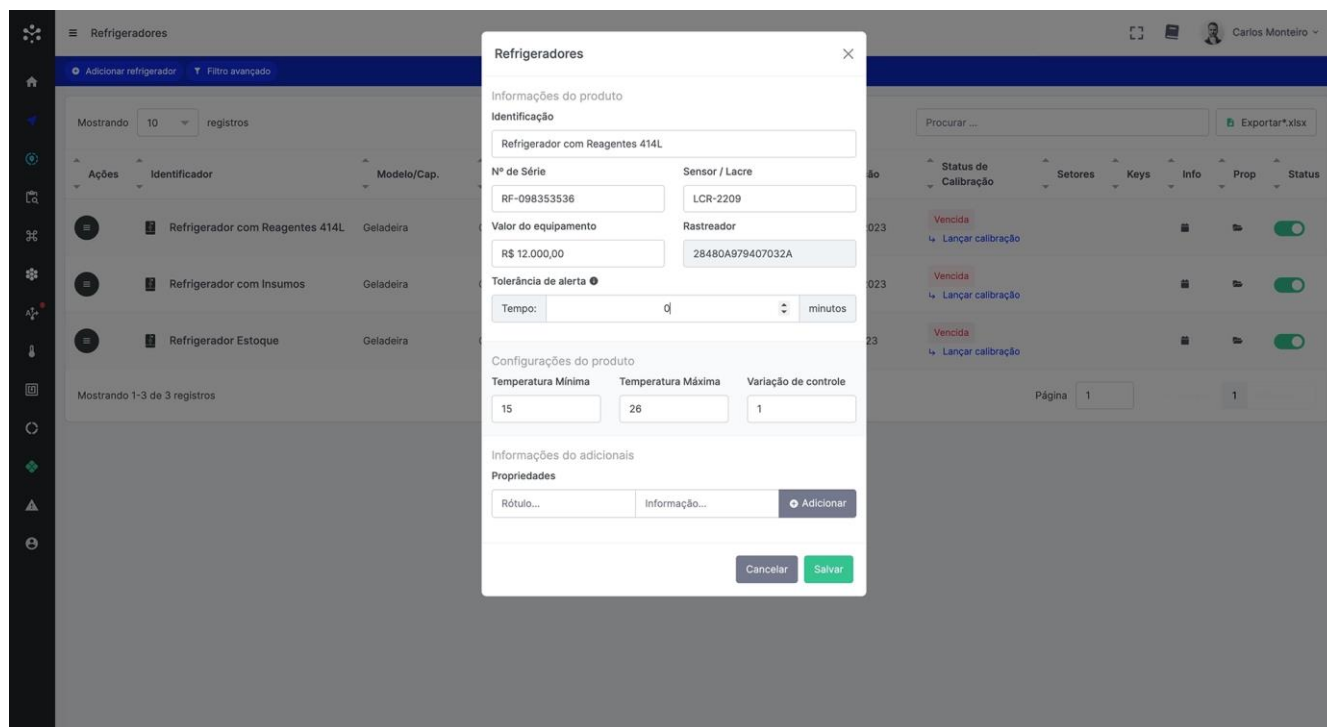 Refrigeradores
Carlos Monteiro
Adicionar refrigerador Filtro avançado
Mostrando 10 registros
Procurar ...
Exportar*.xlsx
Ações Identificador Modelo/Cap. ão Status de Calibração Setores Keys Info Prop Status
Refrigerador com Reagentes 414L Geladeira 023 Vencida
Lançar calibração
Refrigerador com Insumos Geladeira 023 Vencida
Lançar calibração
Refrigerador Estoque Geladeira 23 Vencida
Lançar calibração
Mostrando 1-3 de 3 registros
Página 1 1
Refrigeradores
Informações do produto
Identificação
Refrigerador com Reagentes 414L
Nº de Série Sensor / Lacre
RF-098353536 LCR-2209
Valor do equipamento Rastreador
R$ 12.000,00 28480A979407032A
Tolerância de alerta
Tempo: 0 minutos
Configurações do produto
Temperatura Mínima Temperatura Máxima Variação de controle
15 26 1
Informações do adicionais
Propriedades
Rótulo... Informação... Adicionar
Cancelar Salvar